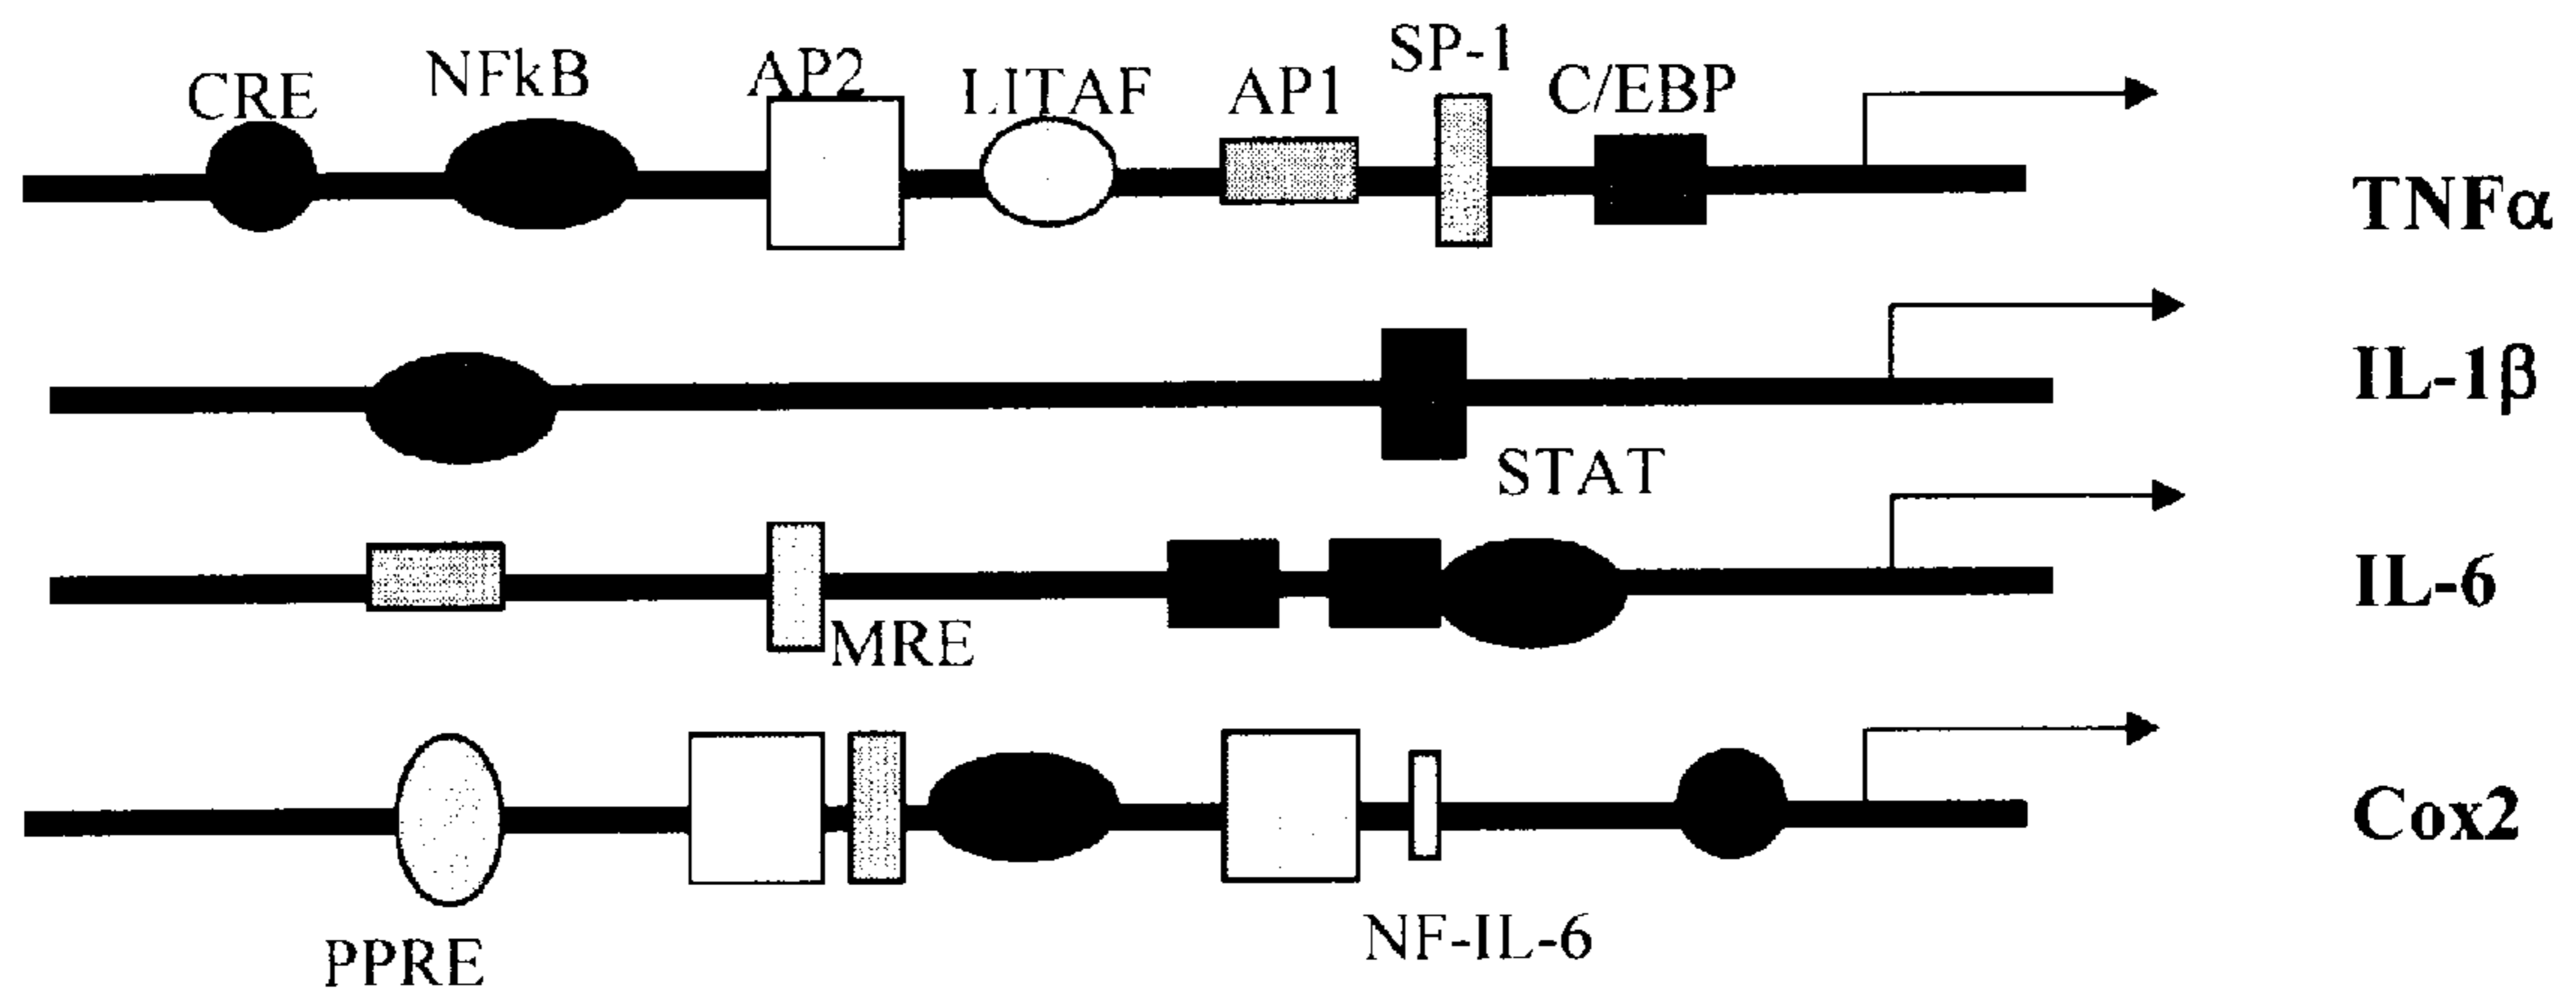 CRE
NFkB
AP2
LITAF
AP1
SP-1
C/EBP
TNFα
IL-1β
STAT
IL-6
MRE
Cox2
NF-IL-6
PPRE